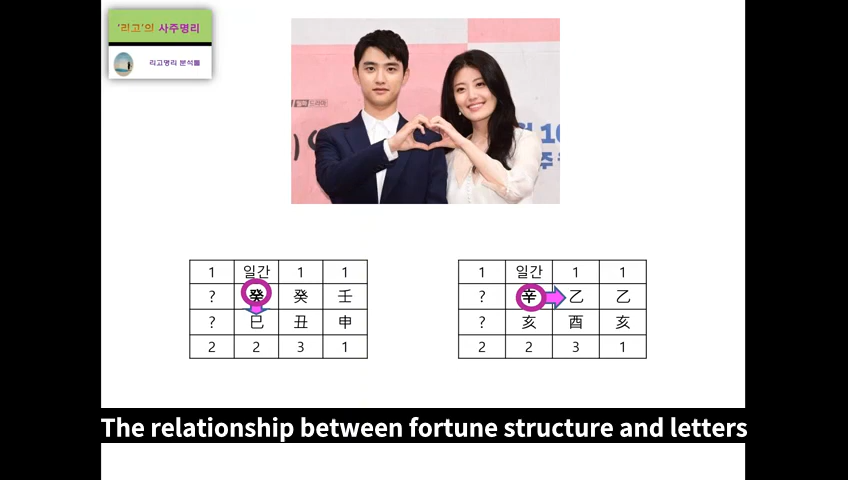 '리고'의 사주명리
리고명리 분석틀
1 일간 1 1
? 癸 癸 壬
? 巳 丑 申
2 2 3 1
1 일간 1 1
? 辛 乙 乙
? 亥 酉 亥
2 2 3 1
The relationship between fortune structure and letters